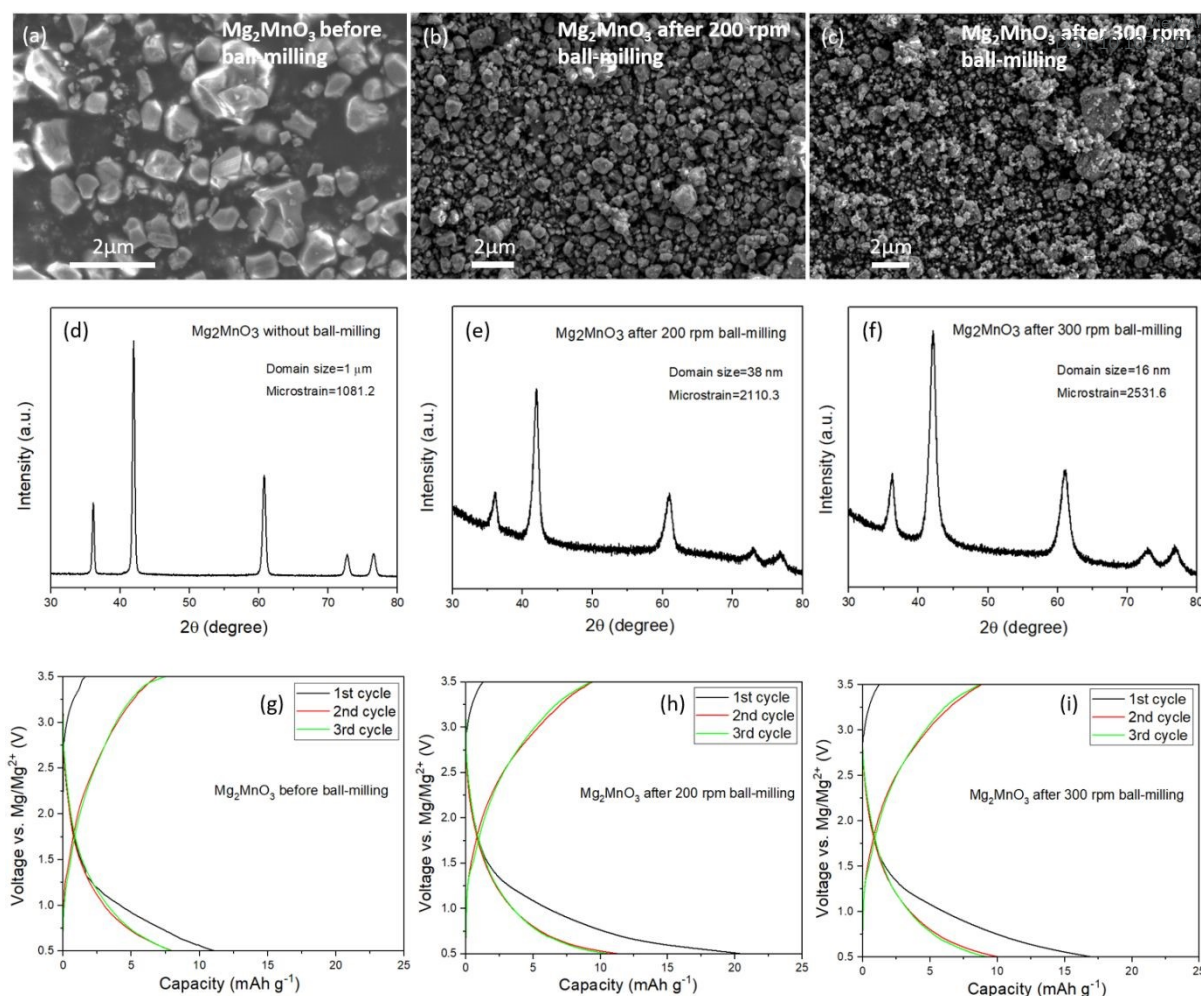 (a) Mg₂MnO₃ before
ball-milling
2μm
(b) Mg₂MnO₃ after 200 rpm
ball-milling
2μm
(c) Mg₂MnO₃ after 300 rpm
ball-milling
2μm
(d) Mg₂MnO₃ without ball-milling
Domain size=1 μm
Microstrain=1081.2
Intensity (a.u.)
30 40 50 60 70 80
2θ (degree)
(e) Mg₂MnO₃ after 200 rpm ball-milling
Domain size=38 nm
Microstrain=2110.3
Intensity (a.u.)
30 40 50 60 70 80
2θ (degree)
(f) Mg₂MnO₃ after 300 rpm ball-milling
Domain size=16 nm
Microstrain=2531.6
Intensity (a.u.)
30 40 50 60 70 80
2θ (degree)
(g)
1st cycle
2nd cycle
3rd cycle
Mg₂MnO₃ before ball-milling
Voltage vs. Mg/Mg²⁺ (V)
3.5
3.0
2.5
2.0
1.5
1.0
0.5
0 5 10 15 20 25
Capacity (mAh g⁻¹)
(h)
1st cycle
2nd cycle
3rd cycle
Mg₂MnO₃ after 200 rpm ball-milling
Voltage vs. Mg/Mg²⁺ (V)
3.5
3.0
2.5
2.0
1.5
1.0
0.5
0 5 10 15 20 25
Capacity (mAh g⁻¹)
(i)
1st cycle
2nd cycle
3rd cycle
Mg₂MnO₃ after 300 rpm ball-milling
Voltage vs. Mg/Mg²⁺ (V)
3.5
3.0
2.5
2.0
1.5
1.0
0.5
0 5 10 15 20 25
Capacity (mAh g⁻¹)